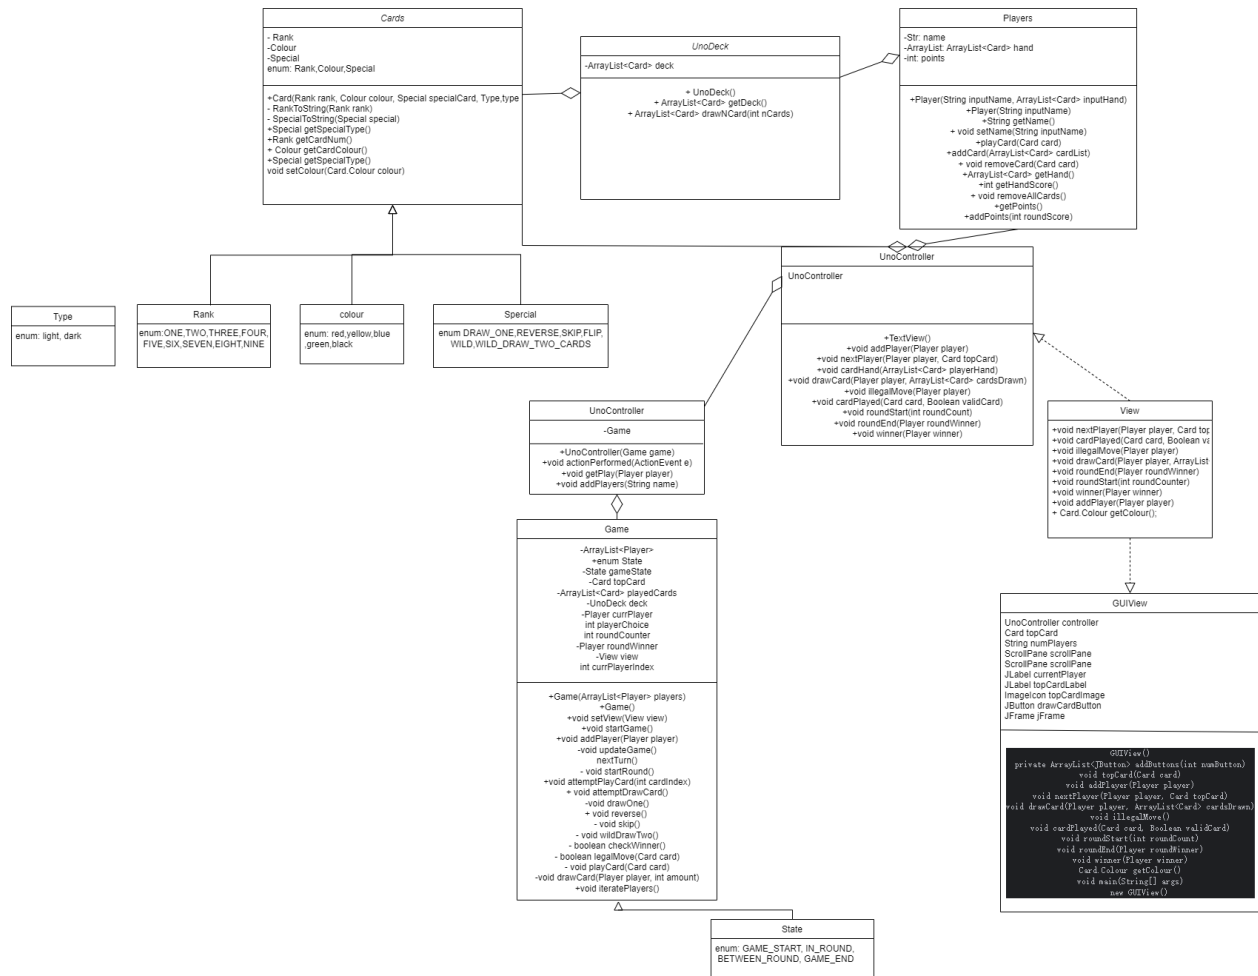 Cards
- Rank
-Colour
-Special
enum: Rank,Colour,Special
+Card(Rank rank, Colour colour, Special specialCard, Type,type
- RankToString(Rank rank)
- SpecialToString(Special special)
+Special getSpecialType()
+Rank getCardNum()
+ Colour getCardColour()
+Special getSpecialType()
void setColour(Card.Colour colour)
UnoDeck
-ArrayList<Card> deck
+ UnoDeck()
+ ArrayList<Card> getDeck()
+ ArrayList<Card> drawNCard(int nCards)
Players
-Str: name
-ArrayList: ArrayList<Card> hand
-int: points
+Player(String inputName, ArrayList<Card> inputHand)
+Player(String inputName)
+String getName()
+ void setName(String inputName)
+playCard(Card card)
+addCard(ArrayList<Card> cardList)
+ void removeCard(Card card)
+ArrayList<Card> getHand()
+int getHandScore()
+ void removeAllCards()
+getPoints()
+addPoints(int roundScore)
Type
enum: light, dark
Rank
enum:ONE,TWO,THREE,FOUR,
FIVE,SIX,SEVEN,EIGHT,NINE
colour
enum: red,yellow,blue
,green,black
Spercial
enum DRAW_ONE,REVERSE,SKIP,FLIP,
WILD,WILD_DRAW_TWO_CARDS
UnoController
UnoController
+TextView()
+void addPlayer(Player player)
+void nextPlayer(Player player, Card topCard)
+void cardHand(ArrayList<Card> playerHand)
+void drawCard(Player player, ArrayList<Card> cardsDrawn)
+void illegalMove(Player player)
+void cardPlayed(Card card, Boolean validCard)
+void roundStart(int roundCount)
+void roundEnd(Player roundWinner)
+void winner(Player winner)
UnoController
-Game
+UnoController(Game game)
+void actionPerformed(ActionEvent e)
+void getPlay(Player player)
+void addPlayers(String name)
View
+void nextPlayer(Player player, Card top
+void cardPlayed(Card card, Boolean va
+void illegalMove(Player player)
+void drawCard(Player player, ArrayList
+void roundEnd(Player roundWinner)
+void roundStart(int roundCounter)
+void winner(Player winner)
+void addPlayer(Player player)
+ Card.Colour getColour();
Game
-ArrayList<Player>
+enum State
-State gameState
-Card topCard
-ArrayList<Card> playedCards
-UnoDeck deck
-Player currPlayer
int playerChoice
int roundCounter
-Player roundWinner
-View view
int currPlayerIndex
+Game(ArrayList<Player> players)
+Game()
+void setView(View view)
+void startGame()
+void addPlayer(Player player)
-void updateGame()
nextTurn()
- void startRound()
+void attemptPlayCard(int cardIndex)
+ void attemptDrawCard()
-void drawOne()
+ void reverse()
- void skip()
- void wildDrawTwo()
- boolean checkWinner()
- boolean legalMove(Card card)
- void playCard(Card card)
-void drawCard(Player player, int amount)
+void iteratePlayers()
GUIView
UnoController controller
Card topCard
String numPlayers
ScrollPane scrollPane
ScrollPane scrollPane
JLabel currentPlayer
JLabel topCardLabel
ImageIcon topCardImage
JButton drawCardButton
JFrame jFrame
GUIView()
private ArrayList<JButton> addButtons(int numButton)
void topCard(Card card)
void addPlayer(Player player)
void nextPlayer(Player player, Card topCard)
void drawCard(Player player, ArrayList<Card> cardsDrawn)
void illegalMove()
void cardPlayed(Card card, Boolean validCard)
void roundStart(int roundCount)
void roundEnd(Player roundWinner)
void winner(Player winner)
Card.Colour getColour()
void main(String[] args)
new GUIView()
State
enum: GAME_START, IN_ROUND,
BETWEEN_ROUND, GAME_END